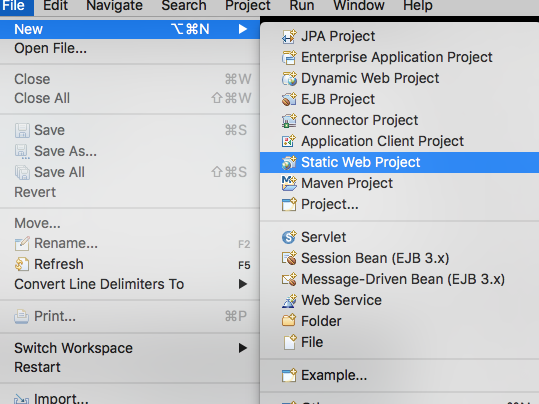 File Edit Navigate Search Project Run Window Help
New ⌥⌘N
Open File...
Close ⌘W
Close All ⇧⌘W
Save ⌘S
Save As...
Save All ⇧⌘S
Revert
Move...
Rename... F2
Refresh F5
Convert Line Delimiters To
Print... ⌘P
Switch Workspace
Restart
Import...
JPA Project
Enterprise Application Project
Dynamic Web Project
EJB Project
Connector Project
Application Client Project
Static Web Project
Maven Project
Project...
Servlet
Session Bean (EJB 3.x)
Message-Driven Bean (EJB 3.x)
Web Service
Folder
File
Example...